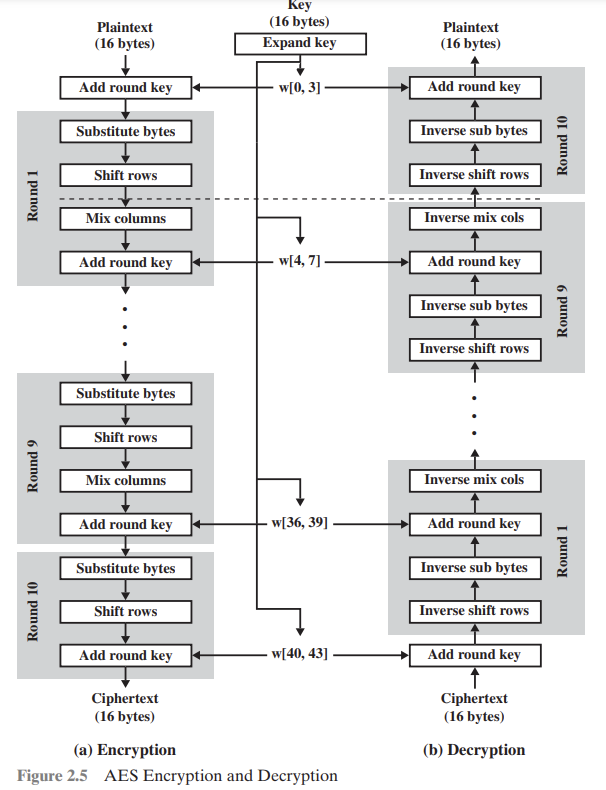 Key
(16 bytes)
Expand key
Plaintext
(16 bytes)
Add round key
Round 1
Substitute bytes
Shift rows
Mix columns
Add round key
Round 9
Substitute bytes
Shift rows
Mix columns
Add round key
Round 10
Substitute bytes
Shift rows
Add round key
Ciphertext
(16 bytes)
(a) Encryption
w[0, 3]
w[4, 7]
w[36, 39]
w[40, 43]
Plaintext
(16 bytes)
Add round key
Inverse sub bytes
Inverse shift rows
Round 10
Inverse mix cols
Add round key
Inverse sub bytes
Inverse shift rows
Round 9
Inverse mix cols
Add round key
Inverse sub bytes
Inverse shift rows
Round 1
Add round key
Ciphertext
(16 bytes)
(b) Decryption
Figure 2.5 AES Encryption and Decryption